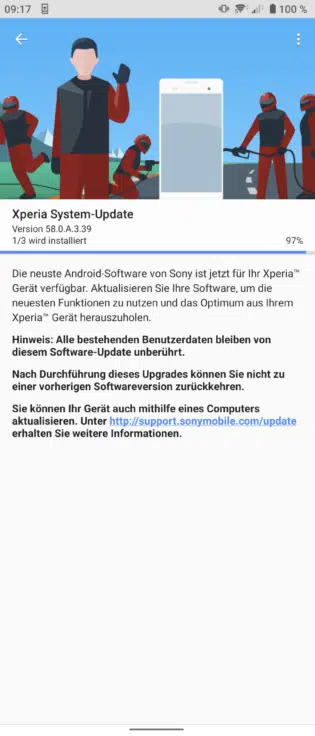 09:17 100 %
Xperia System-Update
Version 58.0.A.3.39
1/3 wird installiert 97%
Die neuste Android-Software von Sony ist jetzt für Ihr Xperia™
Gerät verfügbar. Aktualisieren Sie Ihre Software, um die
neuesten Funktionen zu nutzen und das Optimum aus Ihrem
Xperia™ Gerät herauszuholen.
Hinweis: Alle bestehenden Benutzerdaten bleiben von
diesem Software-Update unberührt.
Nach Durchführung dieses Upgrades können Sie nicht zu
einer vorherigen Softwareversion zurückkehren.
Sie können Ihr Gerät auch mithilfe eines Computers
aktualisieren. Unter http://support.sonymobile.com/update
erhalten Sie weitere Informationen.